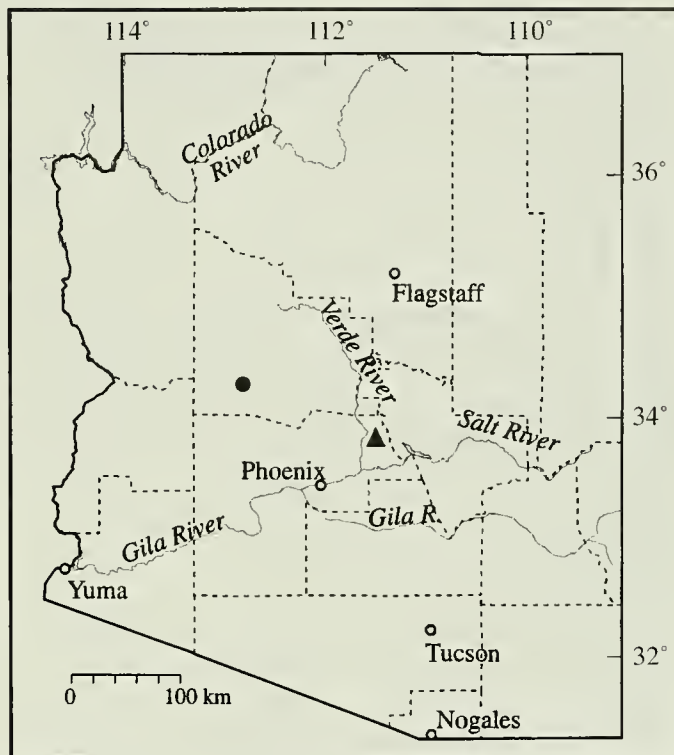 114°
112°
110°
Colorado
River
36°
Flagstaff
Verde River
34°
Salt River
Phoenix
Gila River
Gila R.
Yuma
32°
Tucson
0
100 km
Nogales